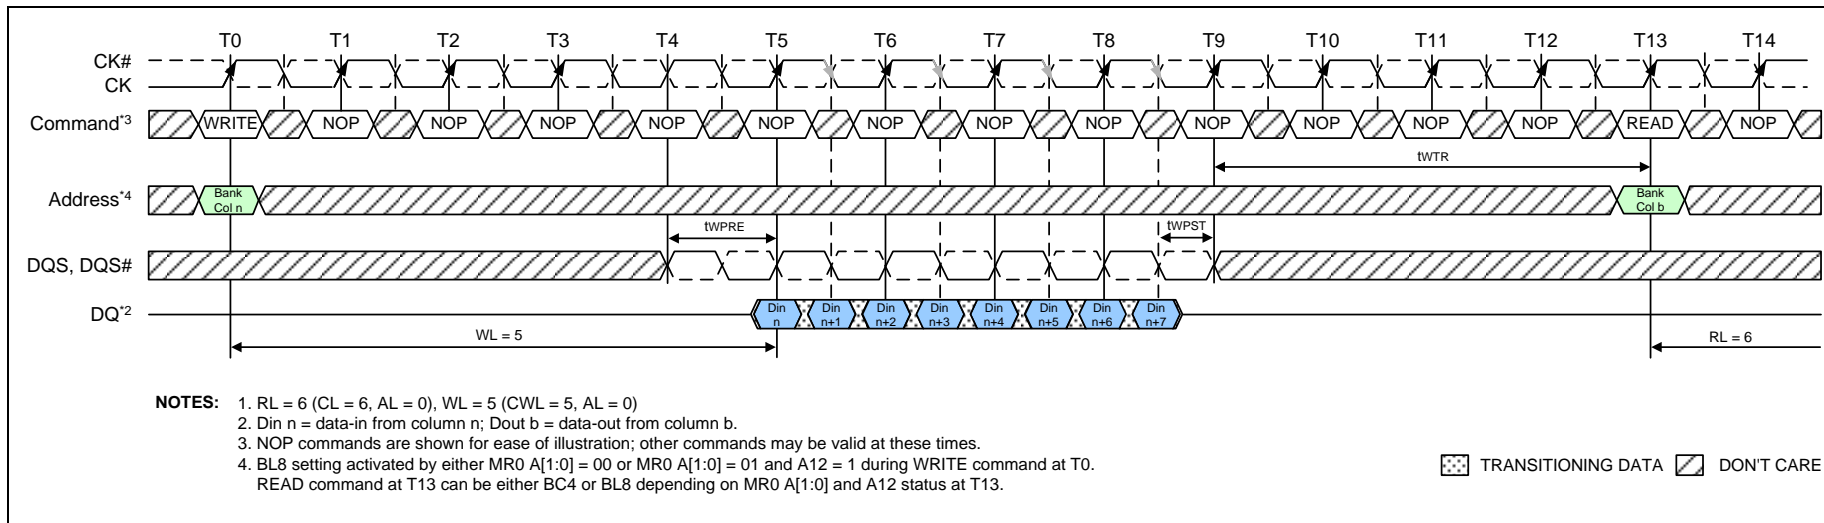 T0 T1 T2 T3 T4 T5 T6 T7 T8 T9 T10 T11 T12 T13 T14
CK#
CK
Command*3 WRITE NOP NOP NOP NOP NOP NOP NOP NOP NOP NOP NOP NOP READ NOP
tWTR
Address*4 Bank Col n Bank Col b
tWPRE tWPST
DQS, DQS#
DQ*2 Din n Din n+1 Din n+2 Din n+3 Din n+4 Din n+5 Din n+6 Din n+7
WL = 5 RL = 6
NOTES: 1. RL = 6 (CL = 6, AL = 0), WL = 5 (CWL = 5, AL = 0)
2. Din n = data-in from column n; Dout b = data-out from column b.
3. NOP commands are shown for ease of illustration; other commands may be valid at these times.
4. BL8 setting activated by either MR0 A[1:0] = 00 or MR0 A[1:0] = 01 and A12 = 1 during WRITE command at T0.
READ command at T13 can be either BC4 or BL8 depending on MR0 A[1:0] and A12 status at T13.
TRANSITIONING DATA DON'T CARE